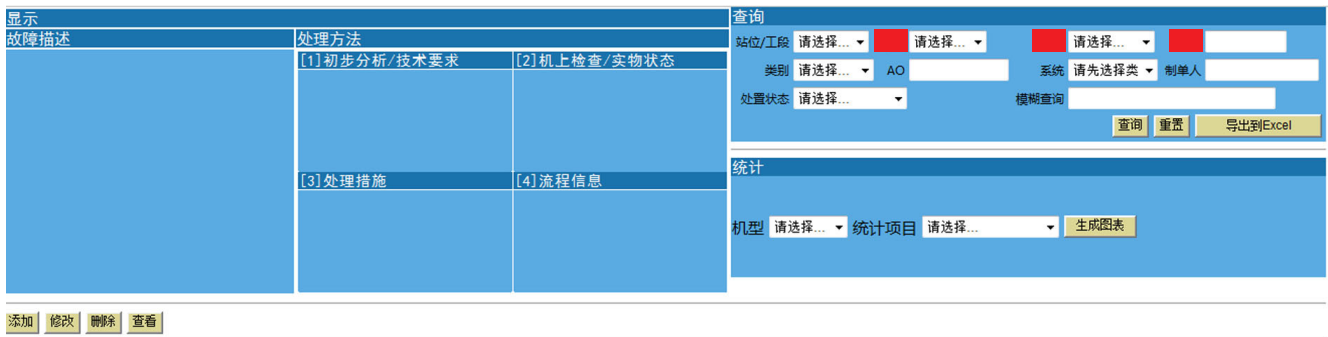 显示
故障描述
处理方法
[1]初步分析/技术要求
[2]机上检查/实物状态
[3]处理措施
[4]流程信息
查询
站位/工段 请选择... 请选择... 请选择...
类别 请选择... AO 系统 请先选择类 制单人
处置状态 请选择... 模糊查询
查询 重置 导出到Excel
统计
机型 请选择... 统计项目 请选择... 生成图表
添加 修改 刪除 查看